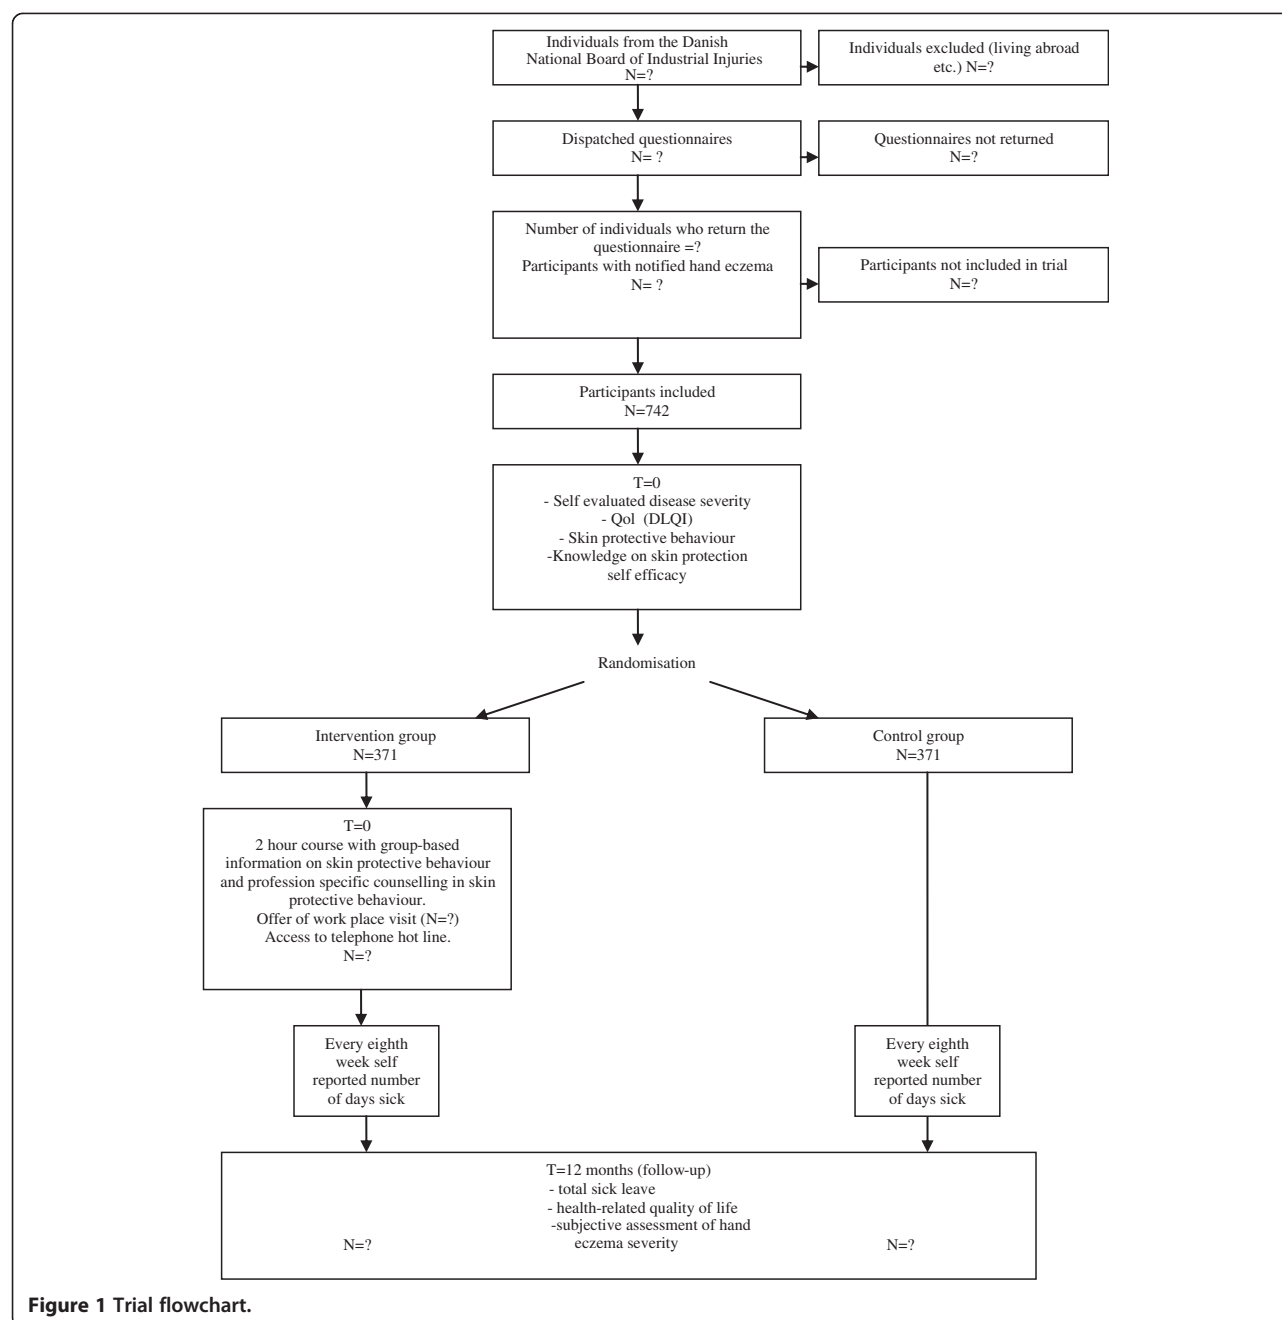 Individuals from the Danish
National Board of Industrial Injuries
N=?
Individuals excluded (living abroad
etc.) N=?
Dispatched questionnaires
N= ?
Questionnaires not returned
N=?
Number of individuals who return the
questionnaire =?
Participants with notified hand eczema
N= ?
Participants not included in trial
N=?
Participants included
N=742
T=0
- Self evaluated disease severity
- Qol (DLQI)
- Skin protective behaviour
-Knowledge on skin protection
self efficacy
Randomisation
Intervention group
N=371
Control group
N=371
T=0
2 hour course with group-based
information on skin protective behaviour
and profession specific counselling in skin
protective behaviour.
Offer of work place visit (N=?)
Access to telephone hot line.
N=?
Every eighth
week self
reported number
of days sick
Every eighth
week self
reported number
of days sick
T=12 months (follow-up)
- total sick leave
- health-related quality of life
-subjective assessment of hand
eczema severity
N=?
N=?
Figure 1 Trial flowchart.